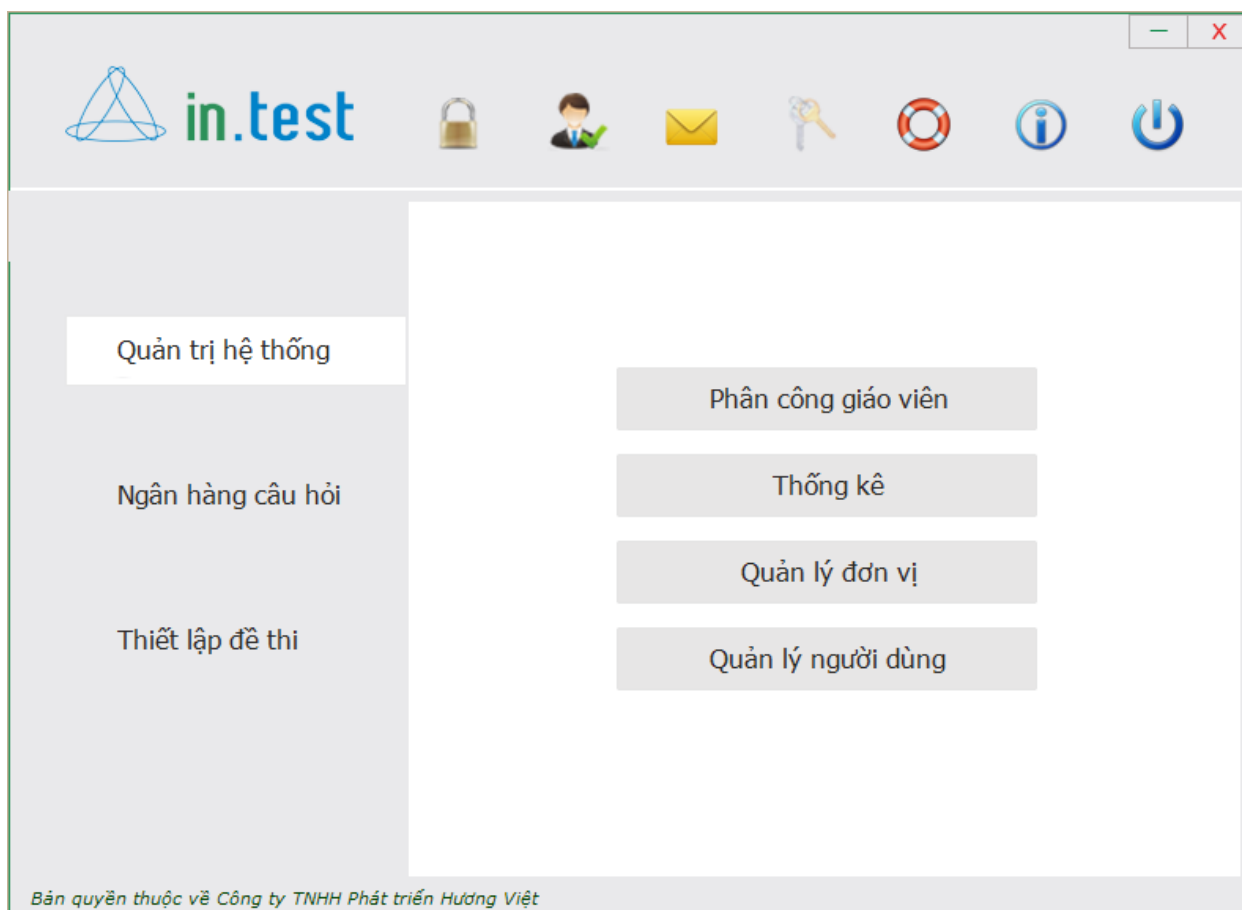 — X
in.test
Quản trị hệ thống
Ngân hàng câu hỏi
Thiết lập đề thi
Phân công giáo viên
Thống kê
Quản lý đơn vị
Quản lý người dùng
Bản quyền thuộc về Công ty TNHH Phát triển Hương Việt